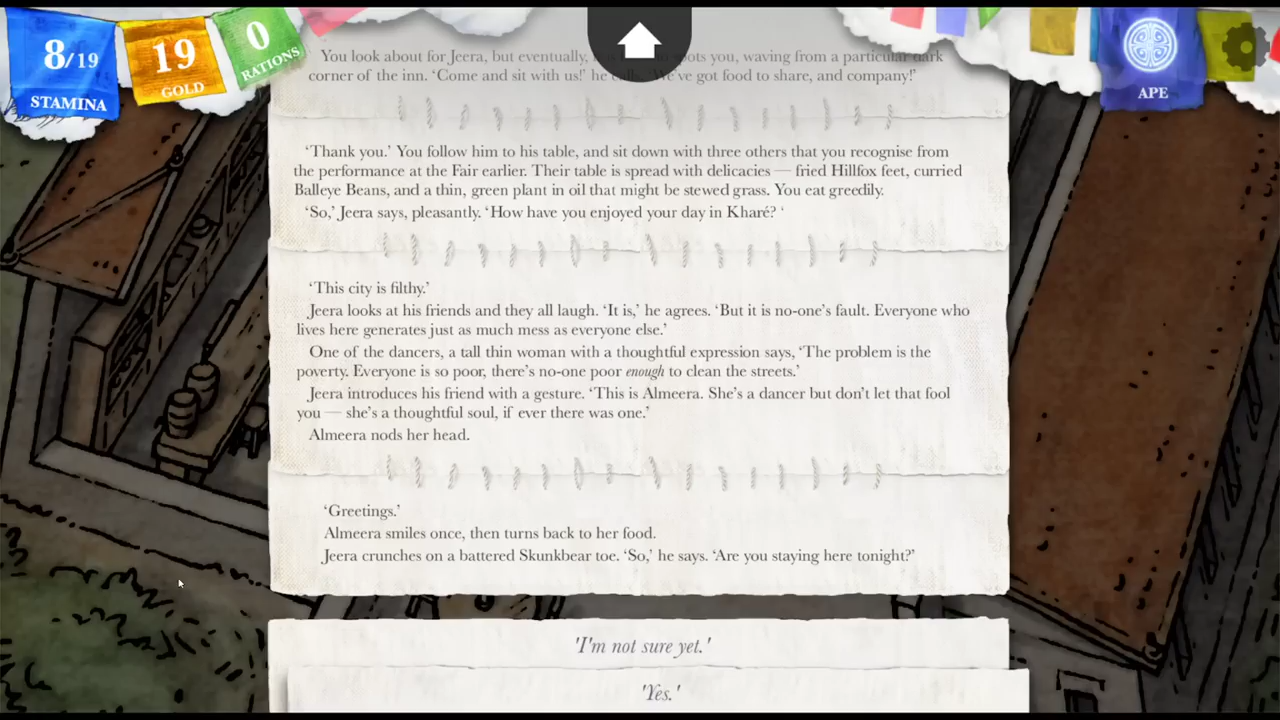 8/19
STAMINA
19
GOLD
0
RATIONS
APE
You look about for Jeera, but eventually, spots you, waving from a particular dark
corner of the inn. ‘Come and sit with us!’ he calls. ‘We’ve got food to share, and company!’
‘Thank you.’ You follow him to his table, and sit down with three others that you recognise from
the performance at the Fair earlier. Their table is spread with delicacies — fried Hillfox feet, curried
Balleye Beans, and a thin, green plant in oil that might be stewed grass. You eat greedily.
‘So,’ Jeera says, pleasantly. ‘How have you enjoyed your day in Kharé? ‘
‘This city is filthy.’
Jeera looks at his friends and they all laugh. ‘It is,’ he agrees. ‘But it is no-one’s fault. Everyone who
lives here generates just as much mess as everyone else.’
One of the dancers, a tall thin woman with a thoughtful expression says, ‘The problem is the
poverty. Everyone is so poor, there’s no-one poor enough to clean the streets.’
Jeera introduces his friend with a gesture. ‘This is Almeera. She’s a dancer but don’t let that fool
you — she’s a thoughtful soul, if ever there was one.’
Almeera nods her head.
‘Greetings.’
Almeera smiles once, then turns back to her food.
Jeera crunches on a battered Skunkbear toe. ‘So,’ he says. ‘Are you staying here tonight?’
'I'm not sure yet.'
'Yes.'